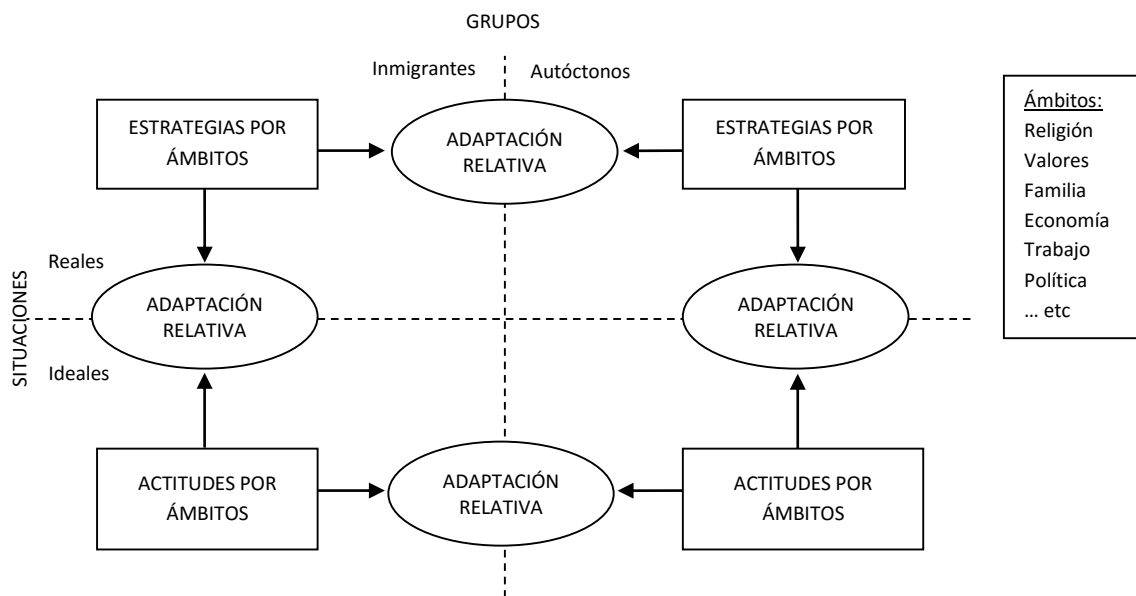 GRUPOS
Inmigrantes
Autóctonos
ESTRATEGIAS POR
ÁMBITOS
ADAPTACIÓN
RELATIVA
ESTRATEGIAS POR
ÁMBITOS
Ámbitos:
Religión
Valores
Familia
Economía
Trabajo
Política
... etc
SITUACIONES
Reales
Ideales
ADAPTACIÓN
RELATIVA
ADAPTACIÓN
RELATIVA
ACTITUDES POR
ÁMBITOS
ADAPTACIÓN
RELATIVA
ACTITUDES POR
ÁMBITOS